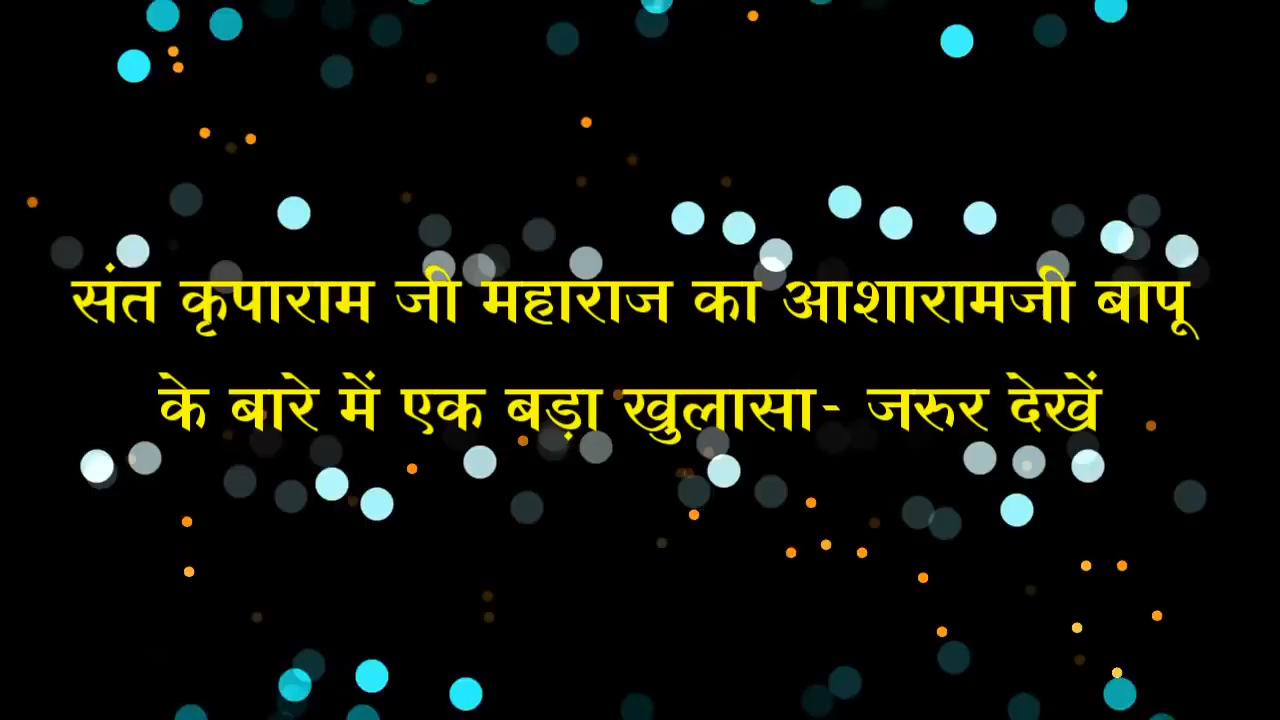 संत कृपाराम जी महाराज का आशारामजी बापू
के बारे में एक बड़ा खुलासा- जरुर देखें